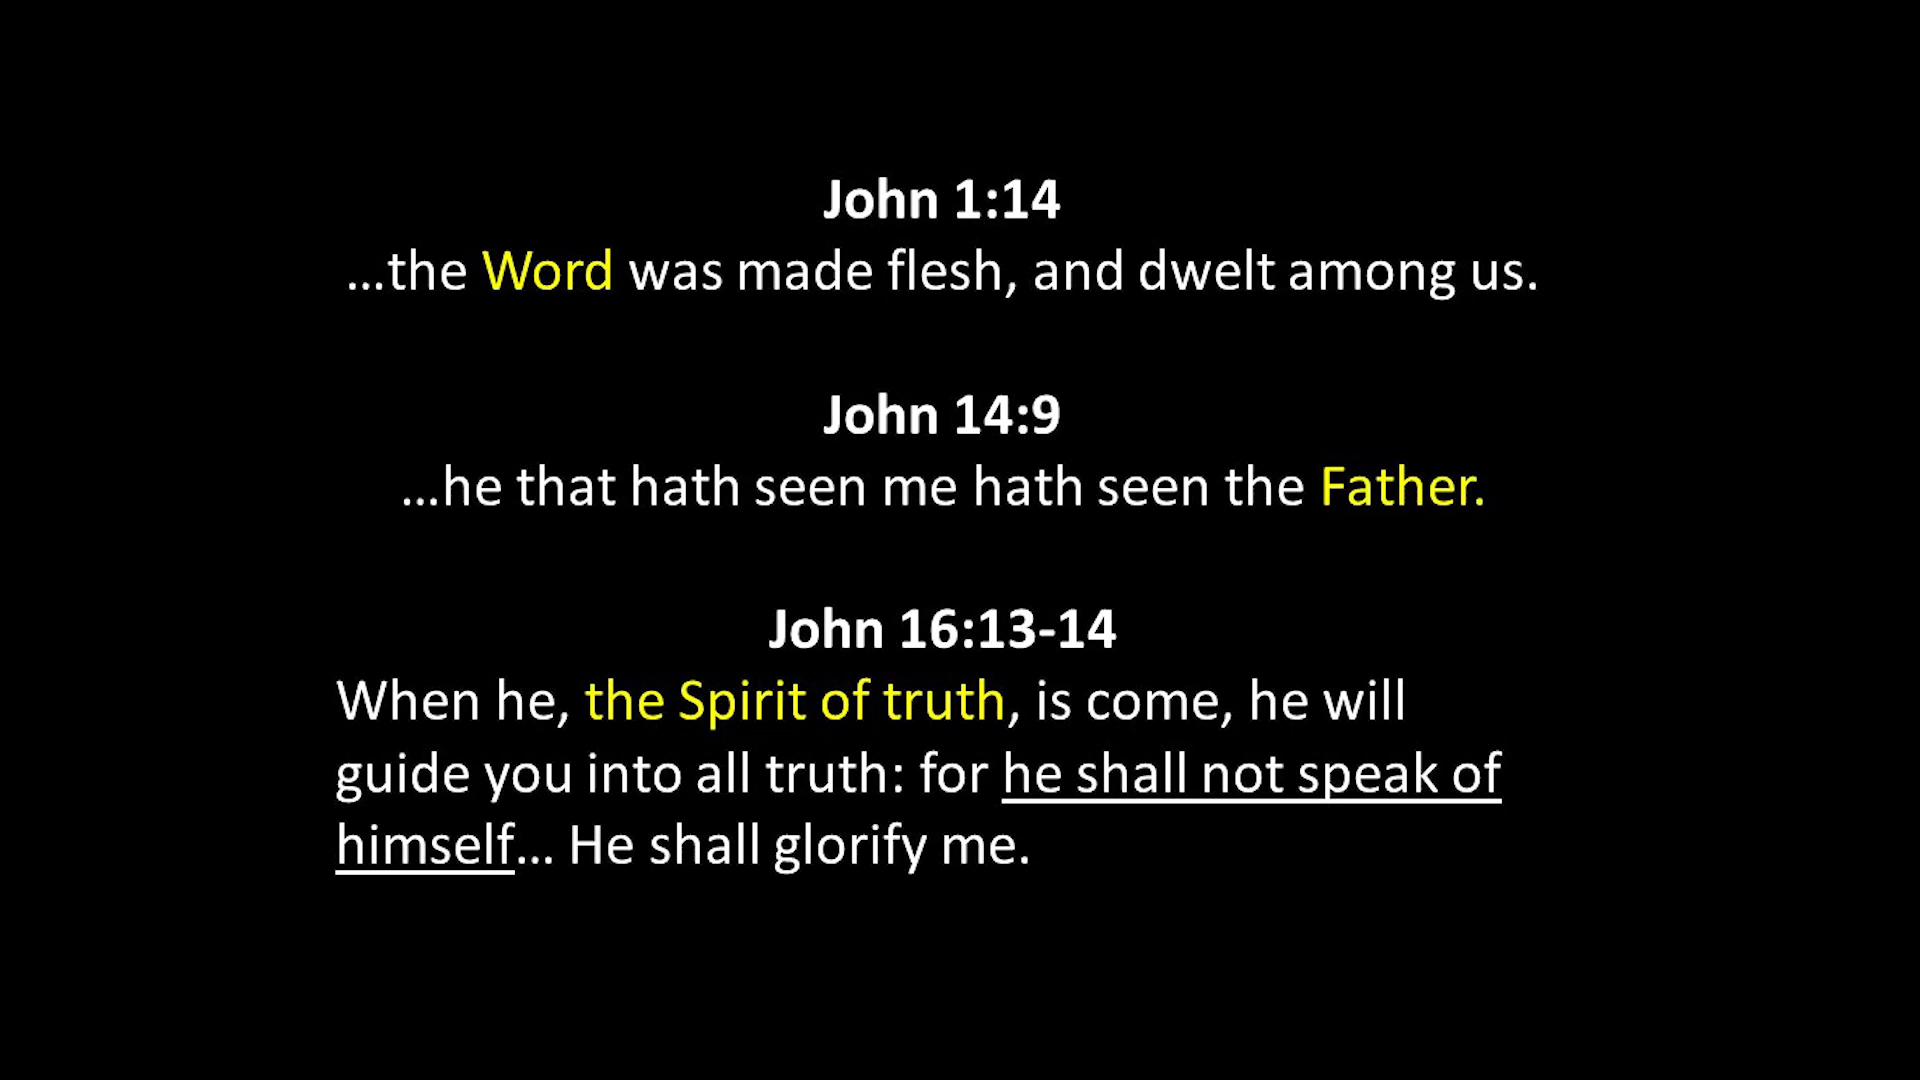 John 1:14
...the Word was made flesh, and dwelt among us.
John 14:9
...he that hath seen me hath seen the Father.
John 16:13-14
When he, the Spirit of truth, is come, he will
guide you into all truth: for he shall not speak of
himself... He shall glorify me.